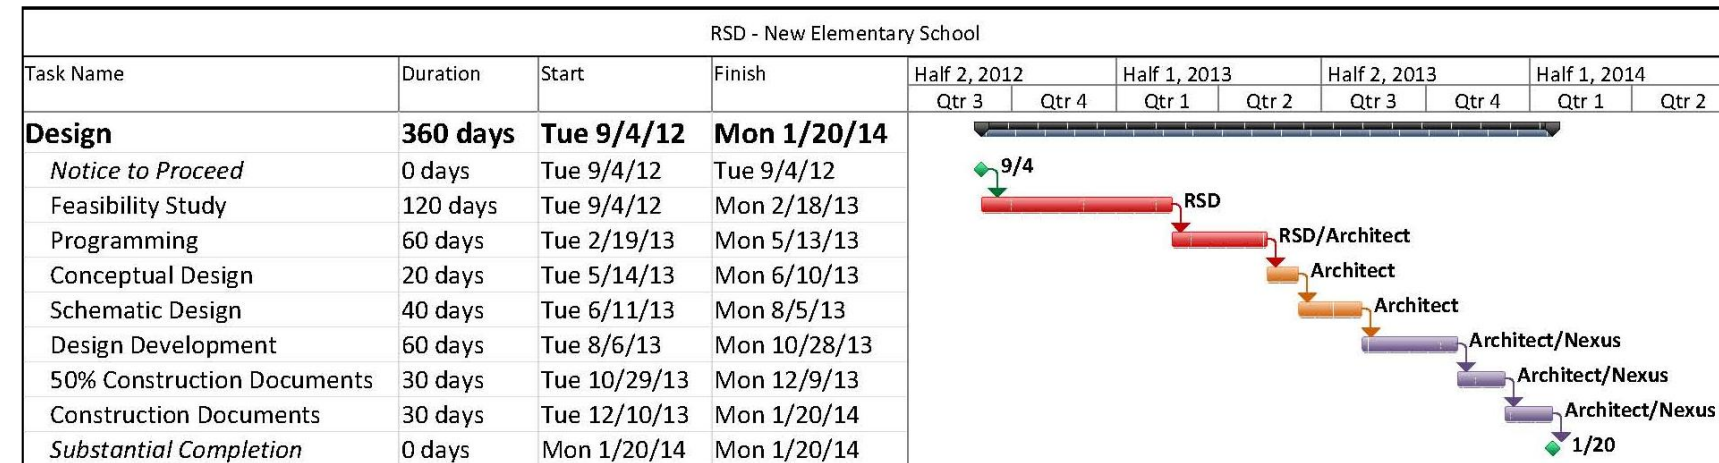 RSD - New Elementary School
Task Name Duration Start Finish Half 2, 2012 Half 1, 2013 Half 2, 2013 Half 1, 2014
Qtr 3 Qtr 4 Qtr 1 Qtr 2 Qtr 3 Qtr 4 Qtr 1 Qtr 2
Design 360 days Tue 9/4/12 Mon 1/20/14
Notice to Proceed 0 days Tue 9/4/12 Tue 9/4/12 9/4
Feasibility Study 120 days Tue 9/4/12 Mon 2/18/13 RSD
Programming 60 days Tue 2/19/13 Mon 5/13/13 RSD/Architect
Conceptual Design 20 days Tue 5/14/13 Mon 6/10/13 Architect
Schematic Design 40 days Tue 6/11/13 Mon 8/5/13 Architect
Design Development 60 days Tue 8/6/13 Mon 10/28/13 Architect/Nexus
50% Construction Documents 30 days Tue 10/29/13 Mon 12/9/13 Architect/Nexus
Construction Documents 30 days Tue 12/10/13 Mon 1/20/14 Architect/Nexus
Substantial Completion 0 days Mon 1/20/14 Mon 1/20/14 1/20